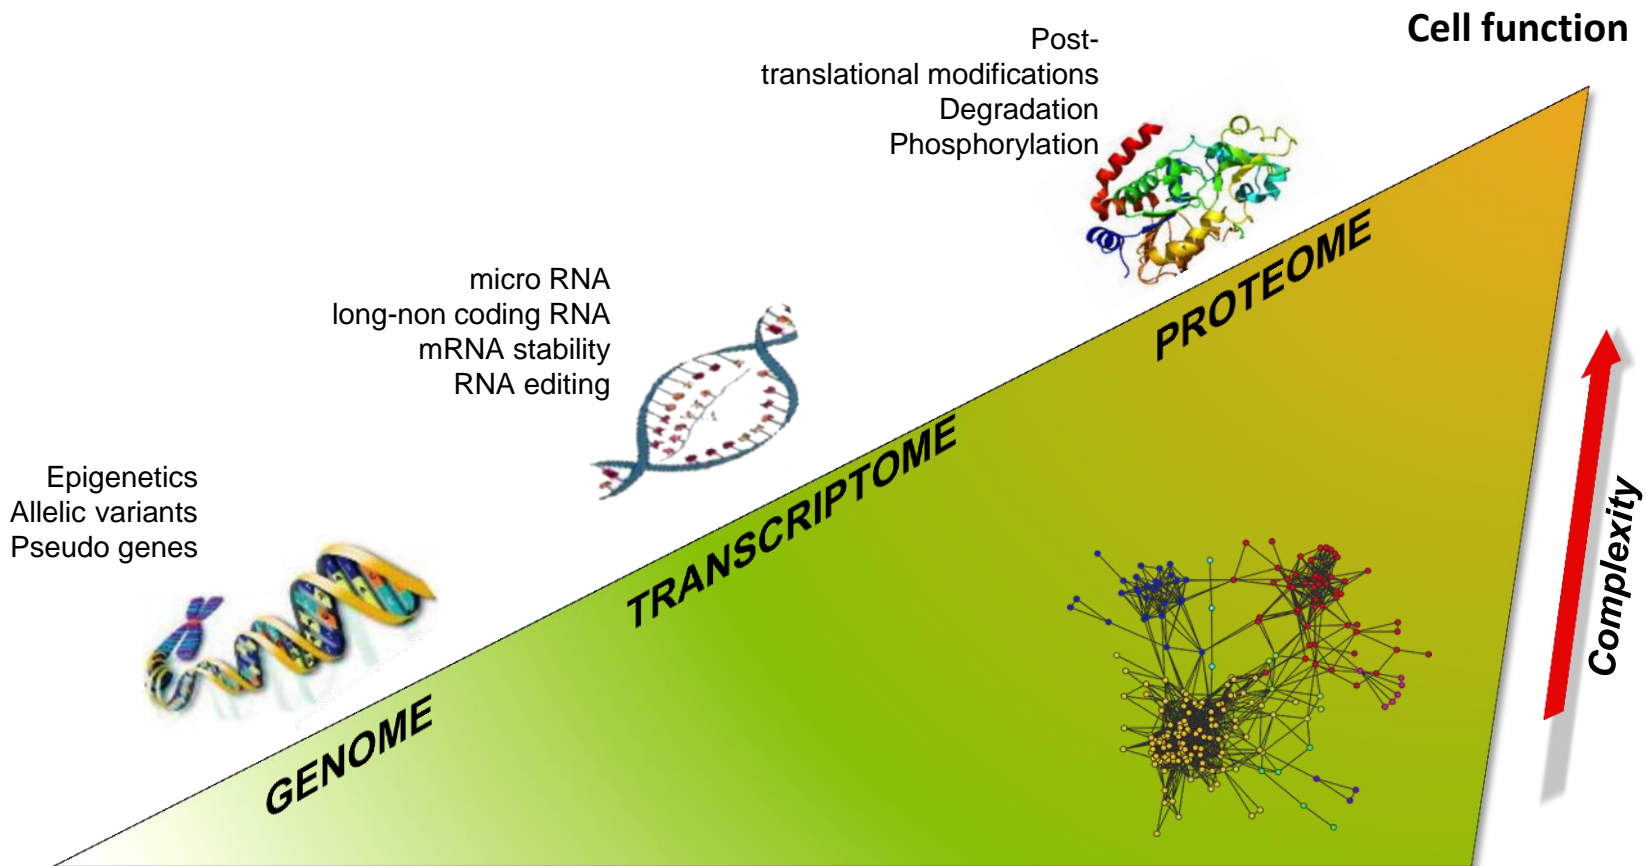 Cell function
Post-
translational modifications
Degradation
Phosphorylation
PROTEOME
micro RNA
long-non coding RNA
mRNA stability
RNA editing
TRANSCRIPTOME
Epigenetics
Allelic variants
Pseudo genes
GENOME
Complexity